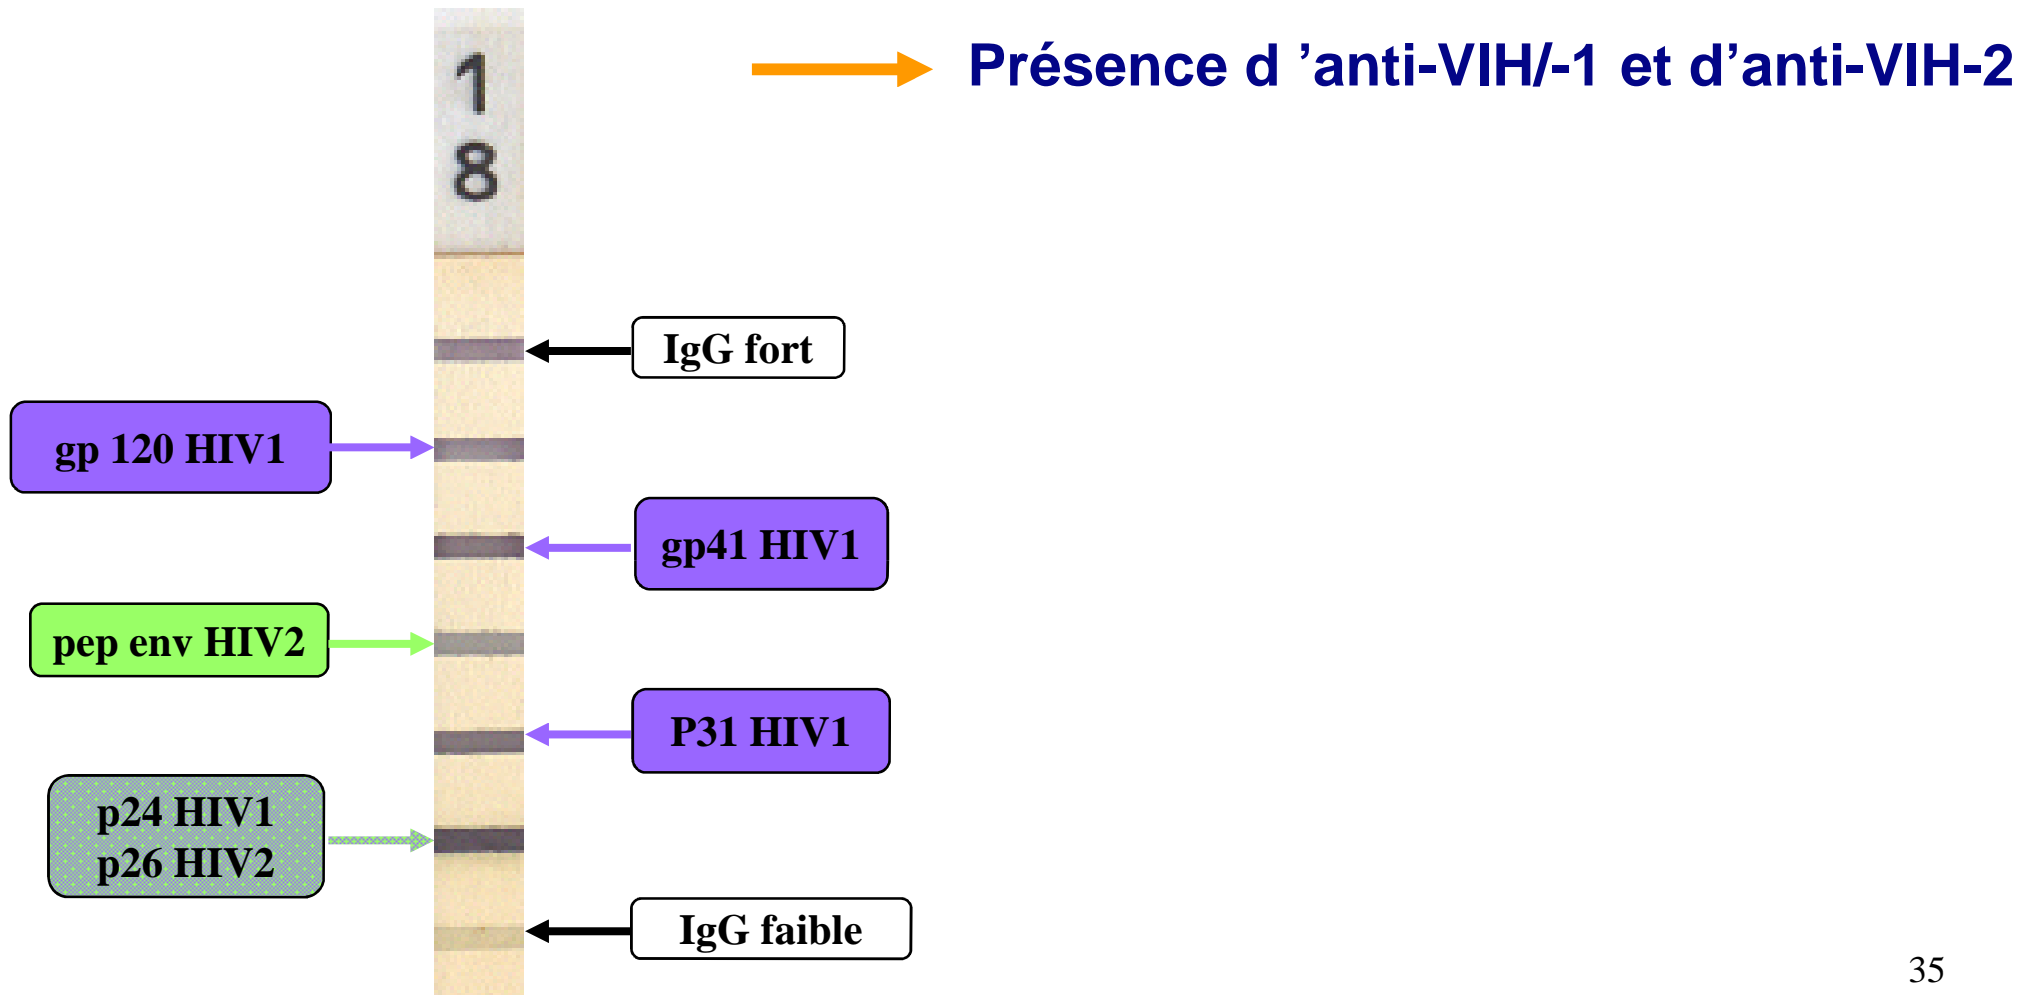 1
8
Présence d ’anti-VIH/-1 et d’anti-VIH-2
IgG fort
gp 120 HIV1
gp41 HIV1
pep env HIV2
P31 HIV1
p24 HIV1
p26 HIV2
IgG faible
35